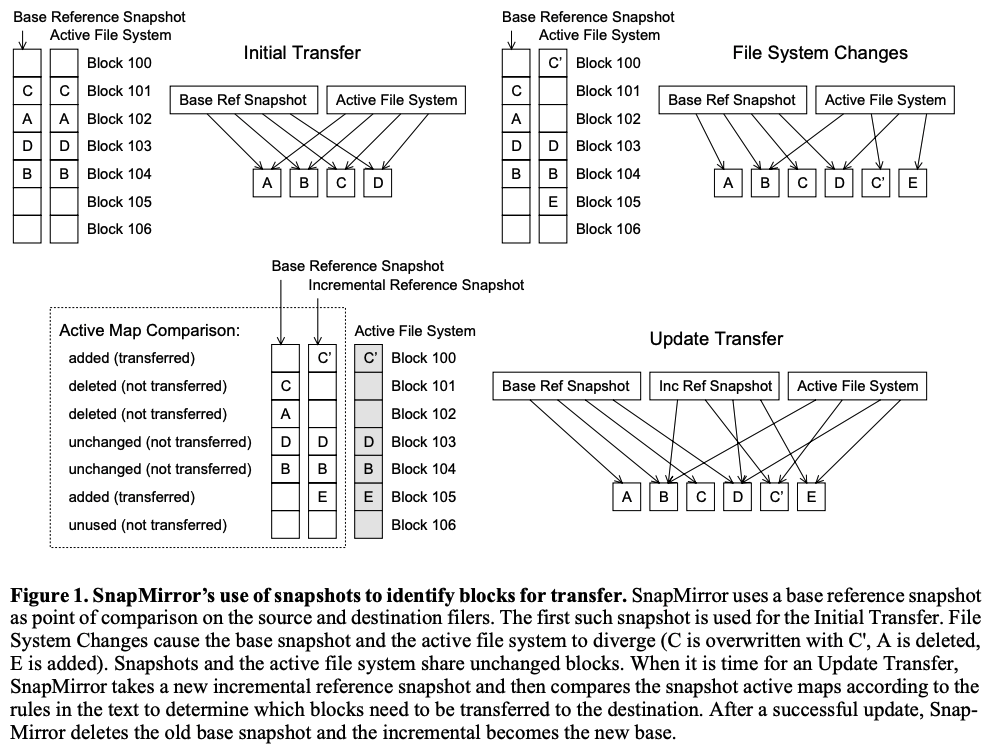 Base Reference Snapshot
Active File System
Initial Transfer
Block 100
C C Block 101
A A Block 102
D D Block 103
B B Block 104
Block 105
Block 106
Base Ref Snapshot Active File System
A B C D
Base Reference Snapshot
Active File System
File System Changes
C' Block 100
C Block 101
A Block 102
D D Block 103
B B Block 104
E Block 105
Block 106
Base Ref Snapshot Active File System
A B C D C' E
Base Reference Snapshot
Incremental Reference Snapshot
Active Map Comparison: Active File System
added (transferred) C' C' Block 100
deleted (not transferred) C Block 101
deleted (not transferred) A Block 102
unchanged (not transferred) D D D Block 103
unchanged (not transferred) B B B Block 104
added (transferred) E E Block 105
unused (not transferred) Block 106
Update Transfer
Base Ref Snapshot Inc Ref Snapshot Active File System
A B C D C' E
Figure 1. SnapMirror’s use of snapshots to identify blocks for transfer. SnapMirror uses a base reference snapshot
as point of comparison on the source and destination filers. The first such snapshot is used for the Initial Transfer. File
System Changes cause the base snapshot and the active file system to diverge (C is overwritten with C', A is deleted,
E is added). Snapshots and the active file system share unchanged blocks. When it is time for an Update Transfer,
SnapMirror takes a new incremental reference snapshot and then compares the snapshot active maps according to the
rules in the text to determine which blocks need to be transferred to the destination. After a successful update, Snap-
Mirror deletes the old base snapshot and the incremental becomes the new base.